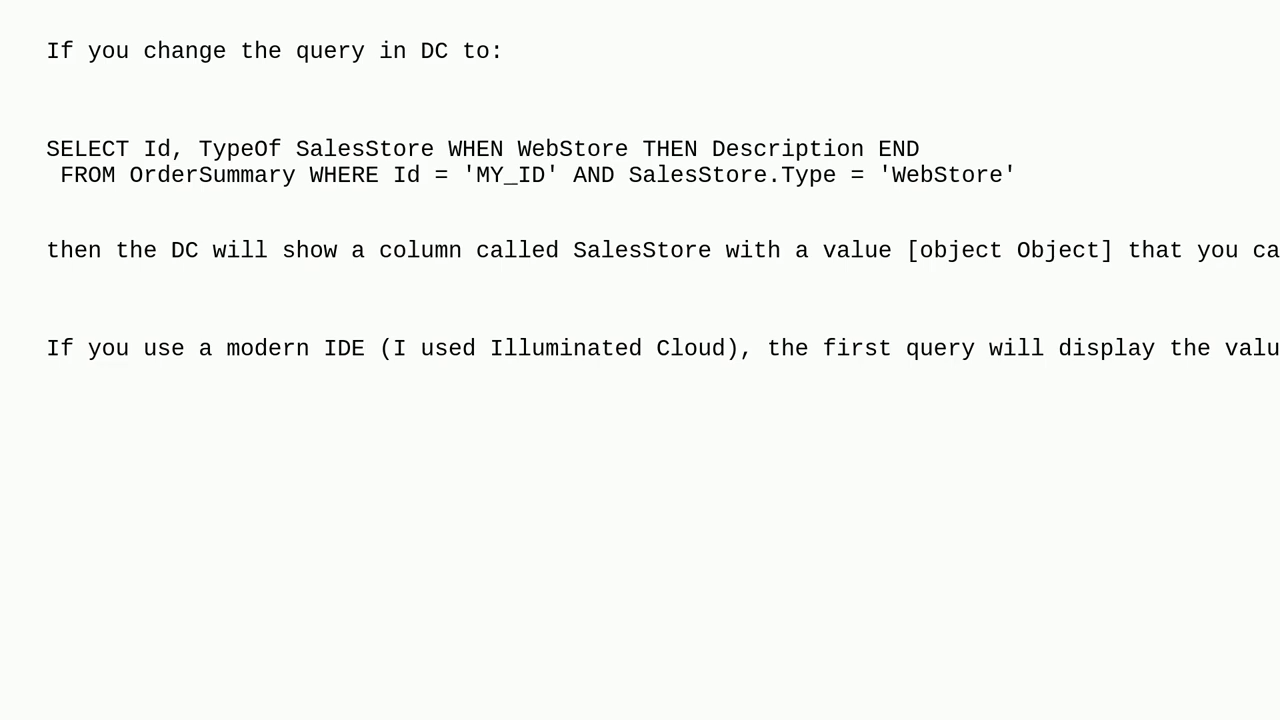 If you change the query in DC to:
SELECT Id, TypeOf SalesStore WHEN WebStore THEN Description END
FROM OrderSummary WHERE Id = 'MY_ID' AND SalesStore.Type = 'WebStore'
then the DC will show a column called SalesStore with a value [object Object] that you
If you use a modern IDE (I used Illuminated Cloud), the first query will display the